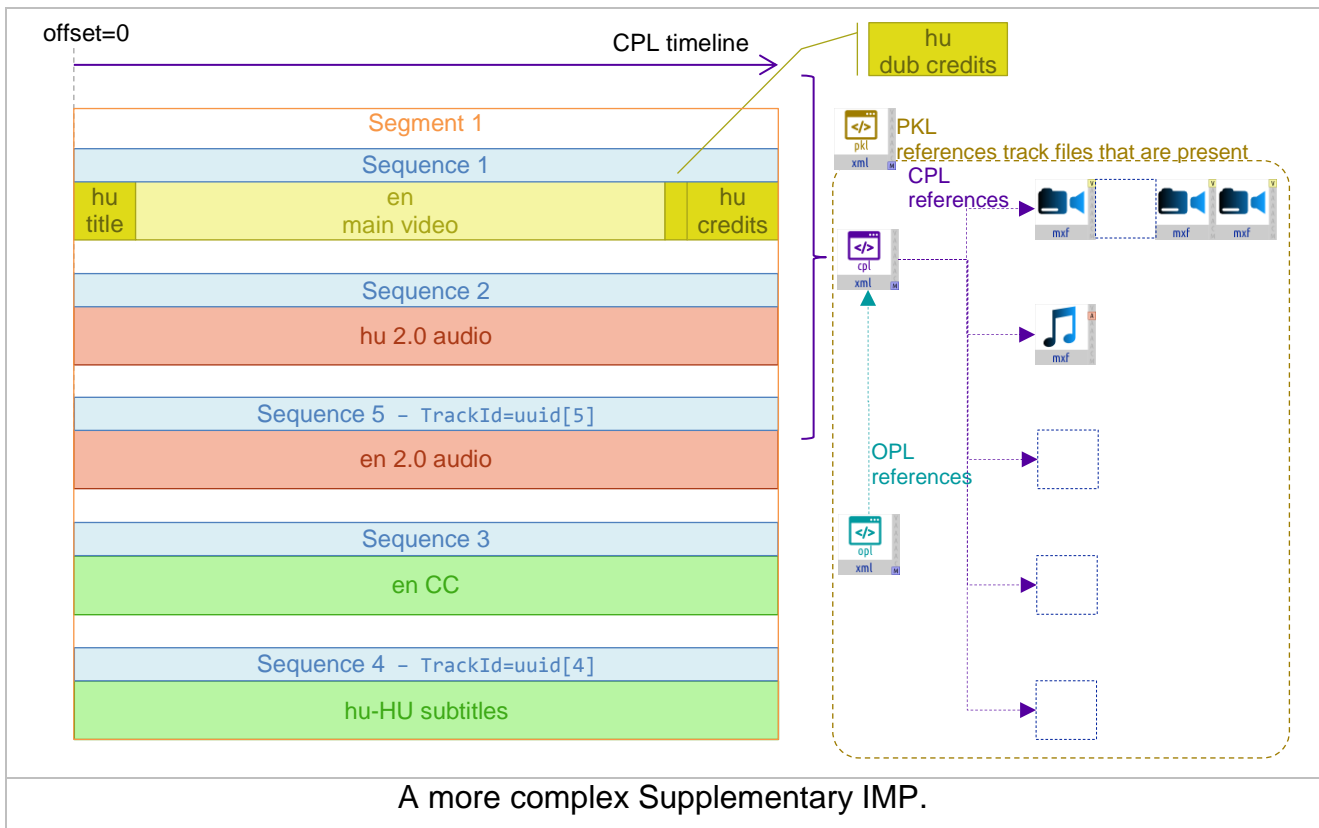 offset=0
CPL timeline
hu
dub credits
Segment 1
Sequence 1
hu
title
en
main video
hu
credits
Sequence 2
hu 2.0 audio
Sequence 5 – TrackId=uuid[5]
en 2.0 audio
Sequence 3
en CC
Sequence 4 – TrackId=uuid[4]
hu-HU subtitles
pkl
xml
M
PKL
references track files that are present
CPL
references
cpl
xml
M
V
mxf
V
mxf
V
mxf
A
mxf
OPL
references
opl
xml
M
A more complex Supplementary IMP.